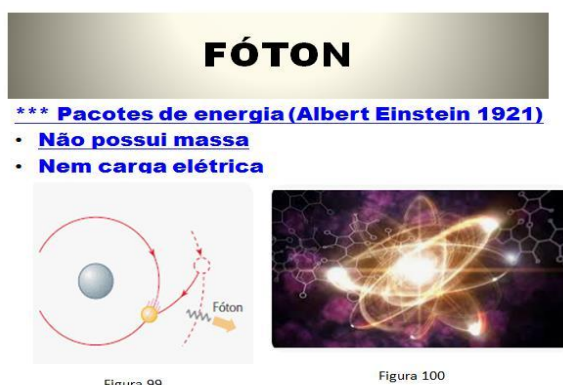 FÓTON
*** Pacotes de energia (Albert Einstein 1921)
• Não possui massa
• Nem carga elétrica
Fóton
Figura 99
Figura 100